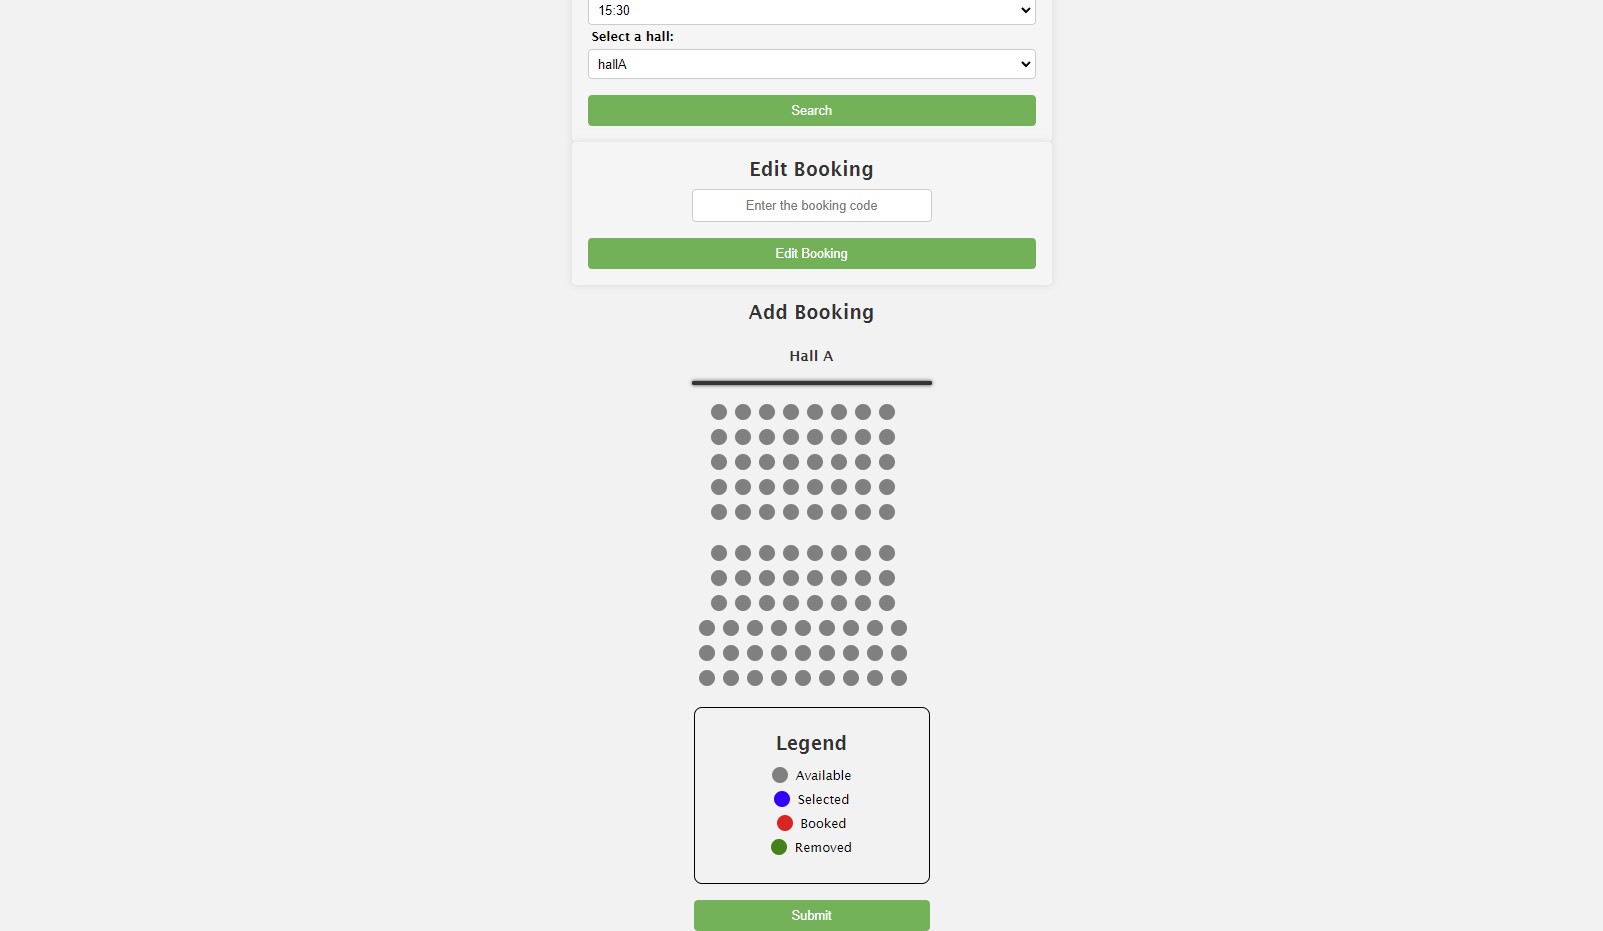 15:30
Select a hall:
hallA
Search
Edit Booking
Enter the booking code
Edit Booking
Add Booking
Hall A
Legend
Available
Selected
Booked
Removed
Submit